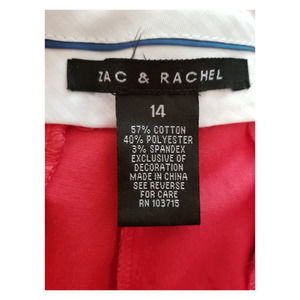 ZAC & RACHEL
14
57% COTTON
40% POLYESTER
3% SPANDEX
EXCLUSIVE OF
DECORATION
MADE IN CHINA
SEE REVERSE
FOR CARE
RN 103715